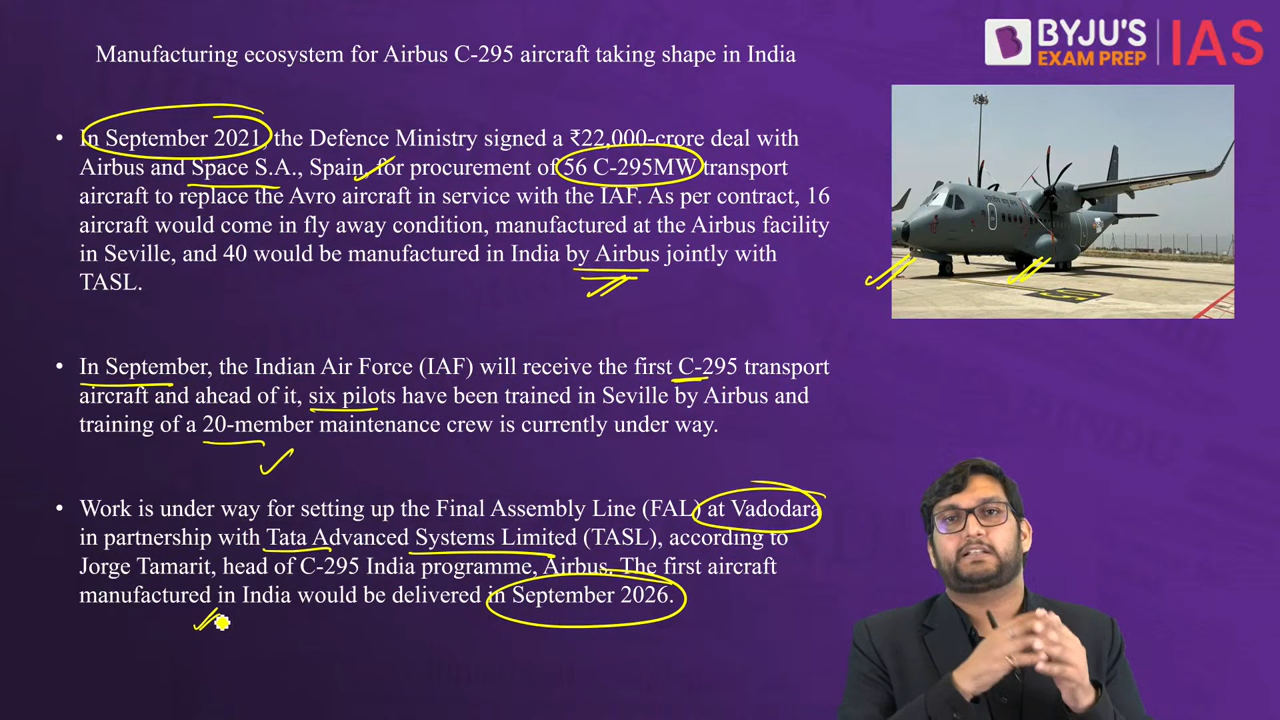 Manufacturing ecosystem for Airbus C-295 aircraft taking shape in India
BYJU'S
EXAM PREP
IAS
• In September 2021, the Defence Ministry signed a ₹22,000-crore deal with
Airbus and Space S.A., Spain, for procurement of 56 C-295MW transport
aircraft to replace the Avro aircraft in service with the IAF. As per contract, 16
aircraft would come in fly away condition, manufactured at the Airbus facility
in Seville, and 40 would be manufactured in India by Airbus jointly with
TASL.
• In September, the Indian Air Force (IAF) will receive the first C-295 transport
aircraft and ahead of it, six pilots have been trained in Seville by Airbus and
training of a 20-member maintenance crew is currently under way.
• Work is under way for setting up the Final Assembly Line (FAL) at Vadodara
in partnership with Tata Advanced Systems Limited (TASL), according to
Jorge Tamarit, head of C-295 India programme, Airbus. The first aircraft
manufactured in India would be delivered in September 2026.